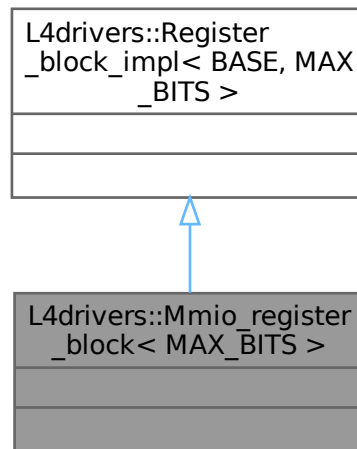 L4drivers::Register
_block_impl< BASE, MAX
_BITS >
L4drivers::Mmio_register
_block< MAX_BITS >